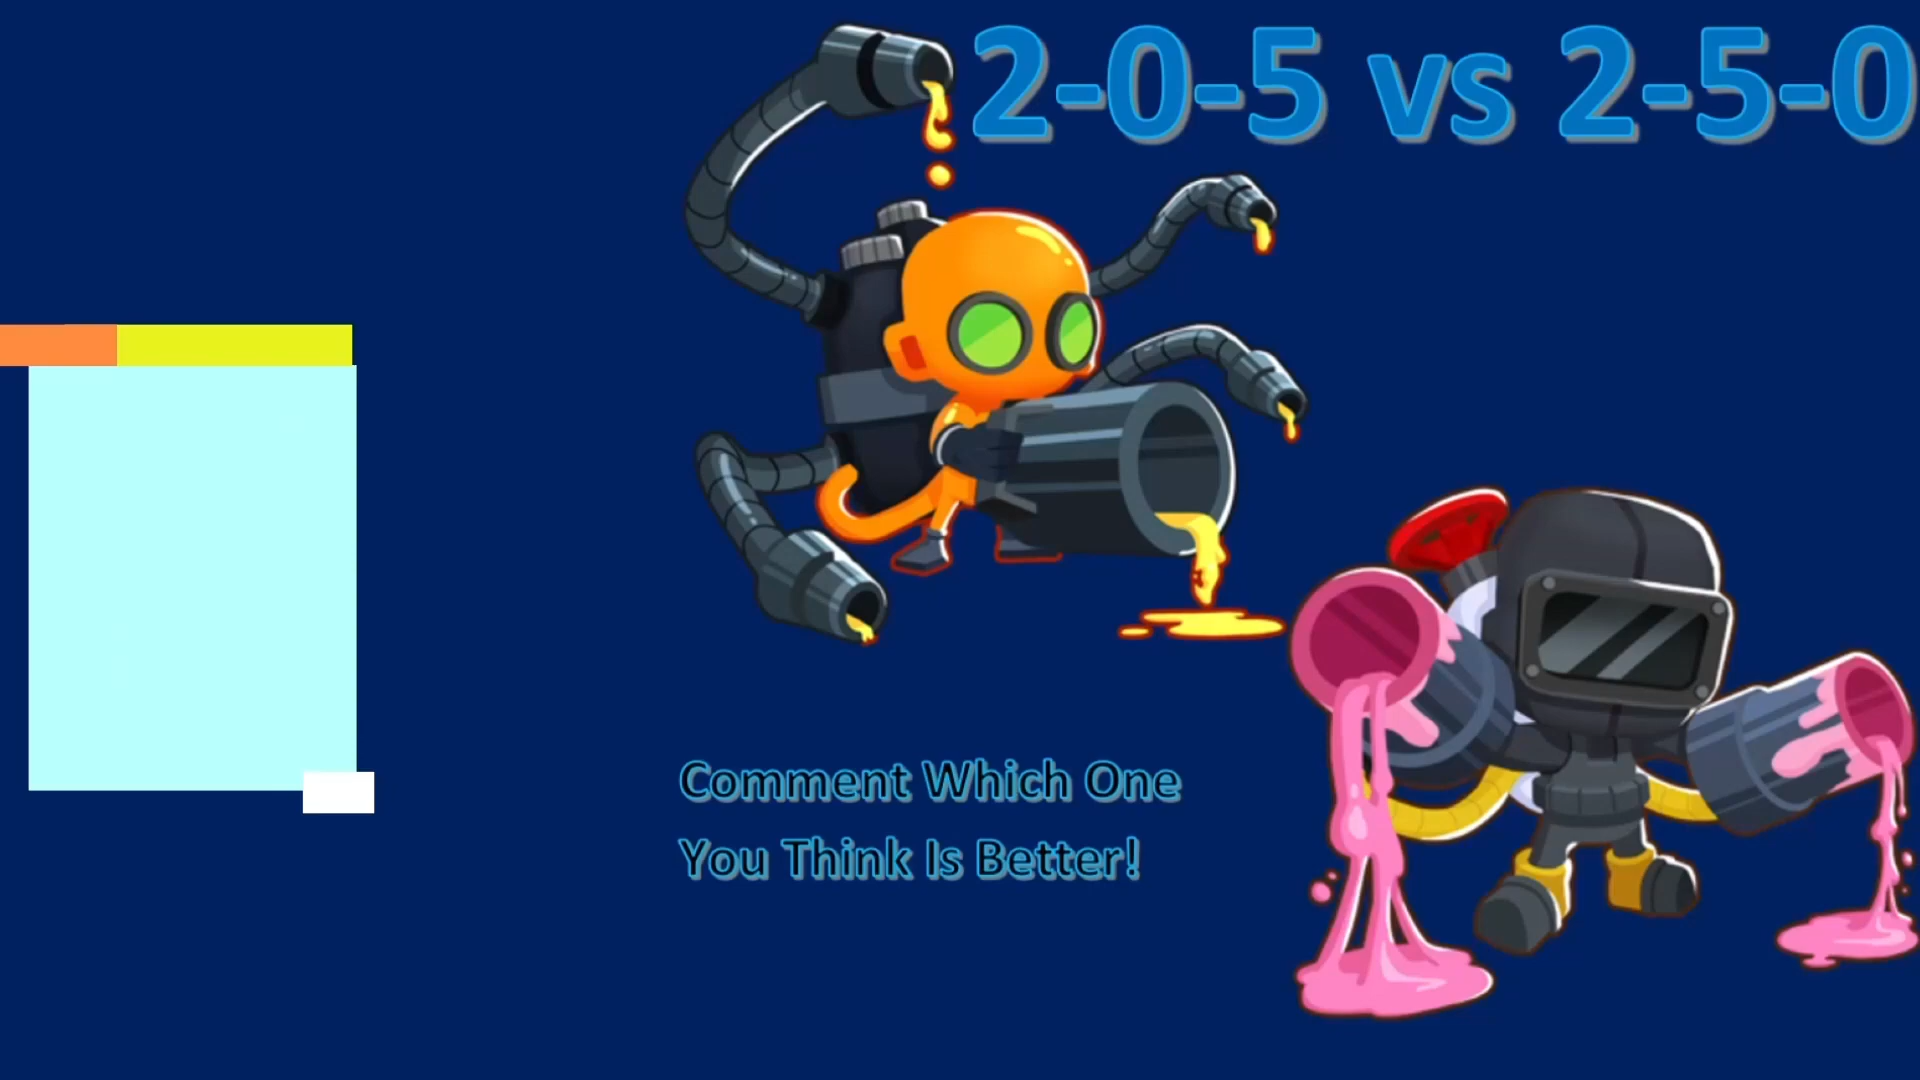 2-0-5 vs 2-5-0
Comment Which One
You Think Is Better!